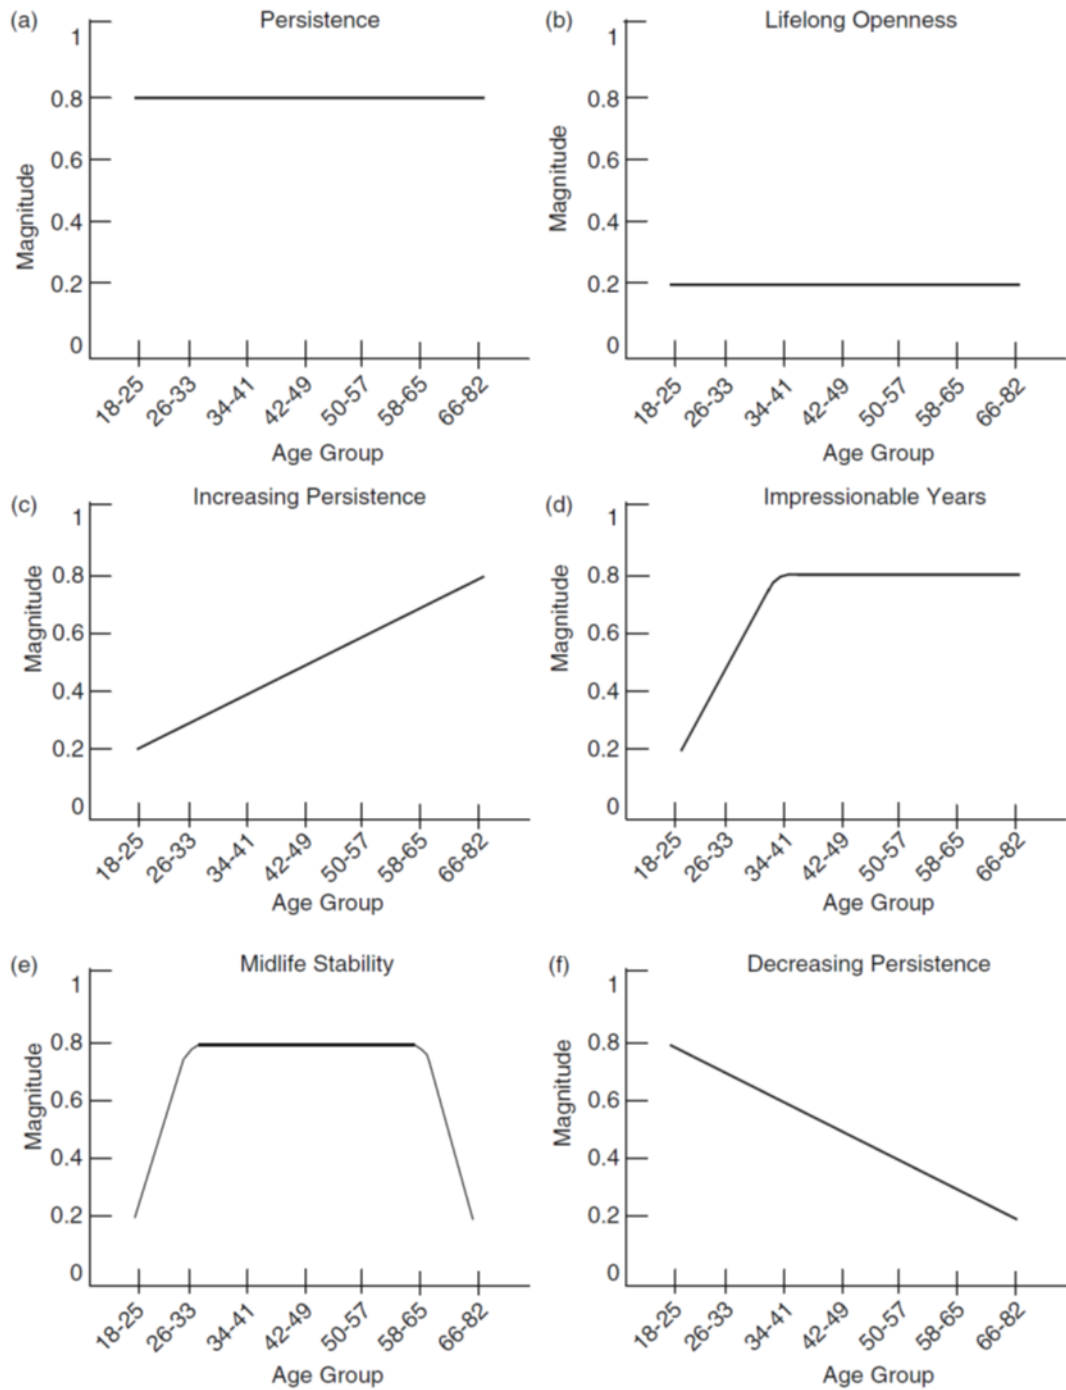 (a) Persistence
1
0.8
0.6
0.4
0.2
0
Magnitude
18-25 26-33 34-41 42-49 50-57 58-65 66-82
Age Group
(b) Lifelong Openness
1
0.8
0.6
0.4
0.2
0
Magnitude
18-25 26-33 34-41 42-49 50-57 58-65 66-82
Age Group
(c) Increasing Persistence
1
0.8
0.6
0.4
0.2
0
Magnitude
18-25 26-33 34-41 42-49 50-57 58-65 66-82
Age Group
(d) Impressionable Years
1
0.8
0.6
0.4
0.2
0
Magnitude
18-25 26-33 34-41 42-49 50-57 58-65 66-82
Age Group
(e) Midlife Stability
1
0.8
0.6
0.4
0.2
0
Magnitude
18-25 26-33 34-41 42-49 50-57 58-65 66-82
Age Group
(f) Decreasing Persistence
1
0.8
0.6
0.4
0.2
0
Magnitude
18-25 26-33 34-41 42-49 50-57 58-65 66-82
Age Group